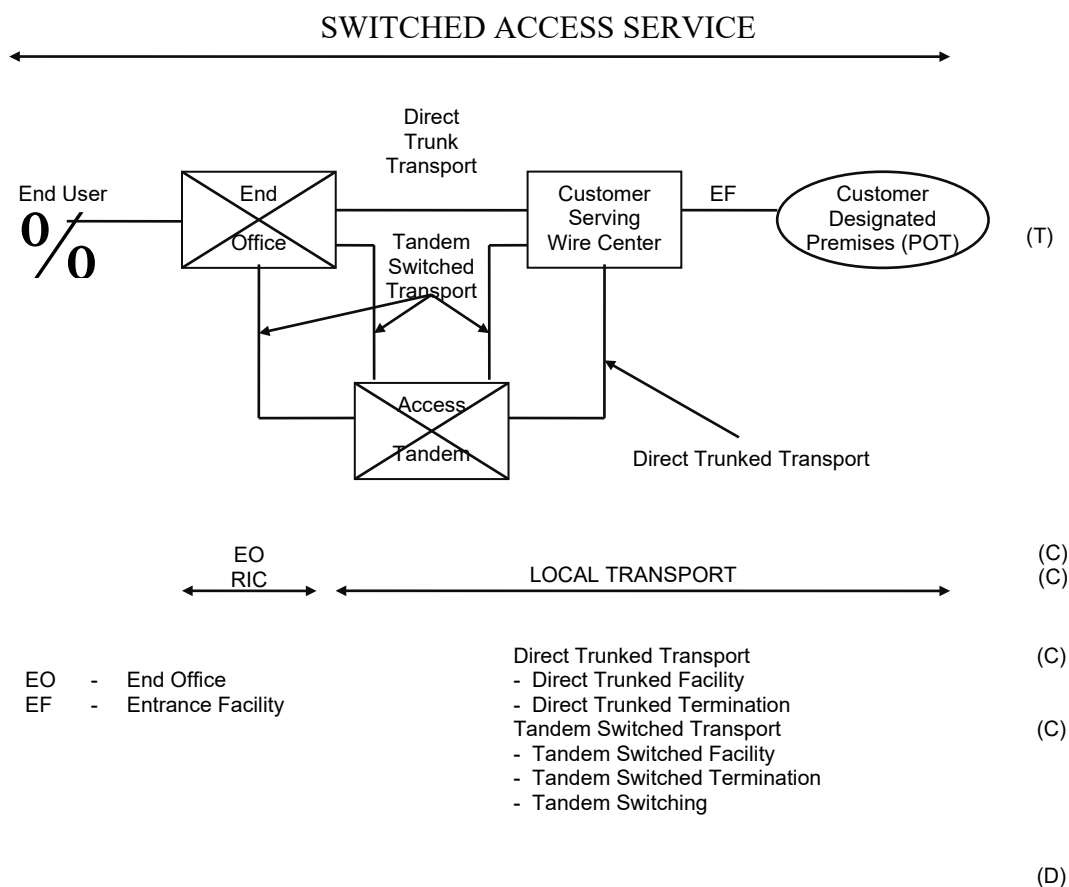 SWITCHED ACCESS SERVICE
Direct
Trunk
Transport
End User
%
End
Office
Customer
Serving
Wire Center
EF
Customer
Designated
Premises (POT)
(T)
Tandem
Switched
Transport
Access
Tandem
Direct Trunked Transport
EO
RIC
LOCAL TRANSPORT
(C)
(C)
EO - End Office
EF - Entrance Facility
Direct Trunked Transport (C)
- Direct Trunked Facility
- Direct Trunked Termination
Tandem Switched Transport (C)
- Tandem Switched Facility
- Tandem Switched Termination
- Tandem Switching
(D)